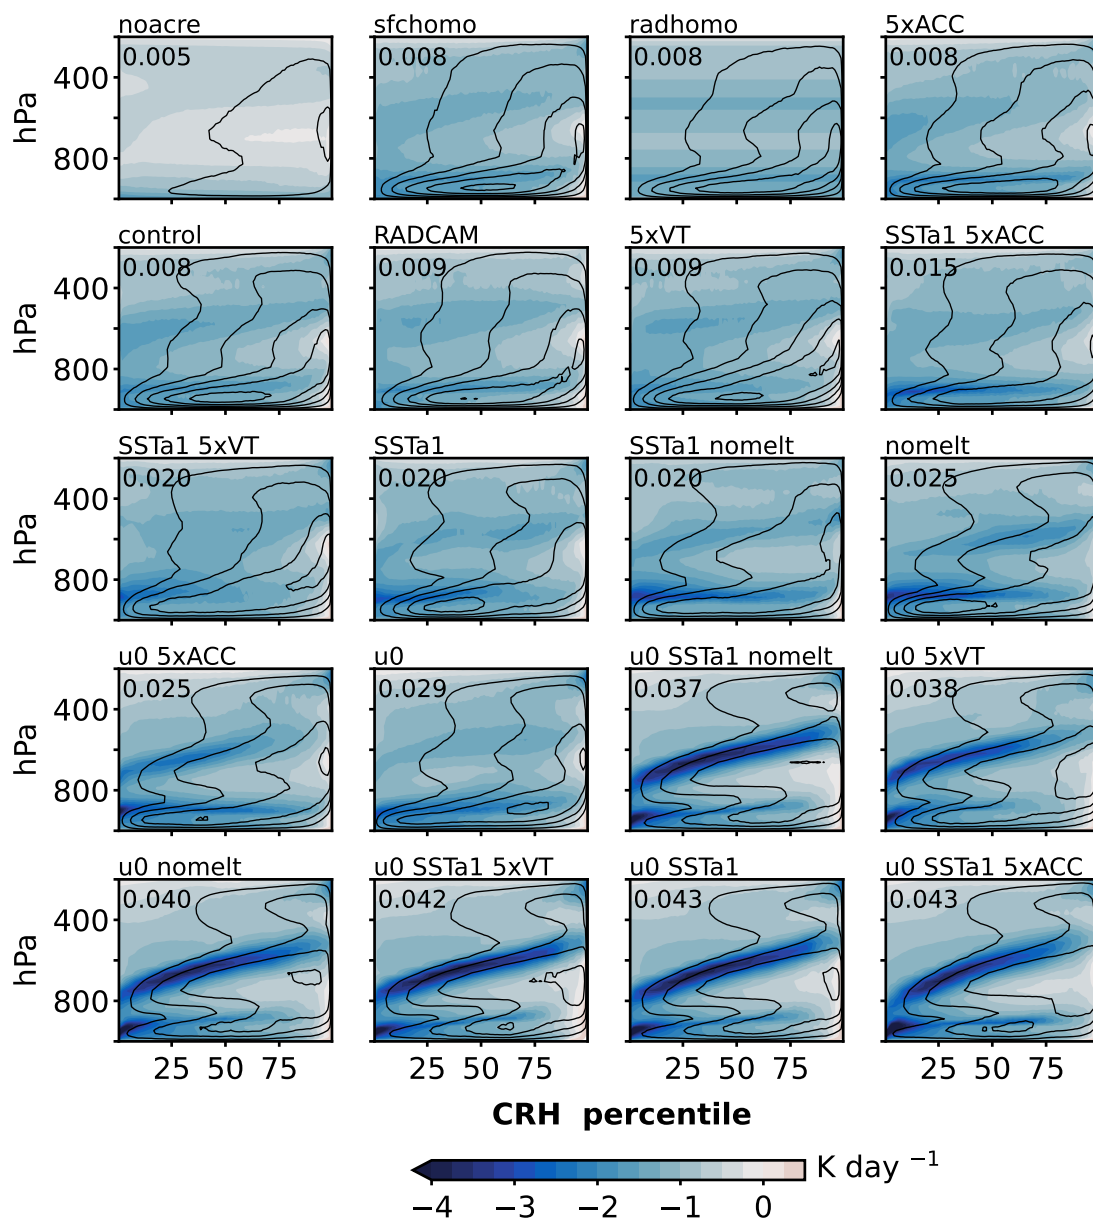 noacre sfchomo radhomo 5xACC
0.005 0.008 0.008 0.008
400
800
hPa
control RADCAM 5xVT SSTa1 5xACC
0.008 0.009 0.009 0.015
400
800
hPa
SSTa1 5xVT SSTa1 SSTa1 nomelt nomelt
0.020 0.020 0.020 0.025
400
800
hPa
u0 5xACC u0 u0 SSTa1 nomelt u0 5xVT
0.025 0.029 0.037 0.038
400
800
hPa
u0 nomelt u0 SSTa1 5xVT u0 SSTa1 u0 SSTa1 5xACC
0.040 0.042 0.043 0.043
400
800
hPa
25 50 75 25 50 75 25 50 75 25 50 75
CRH percentile
K day ⁻¹
−4 −3 −2 −1 0